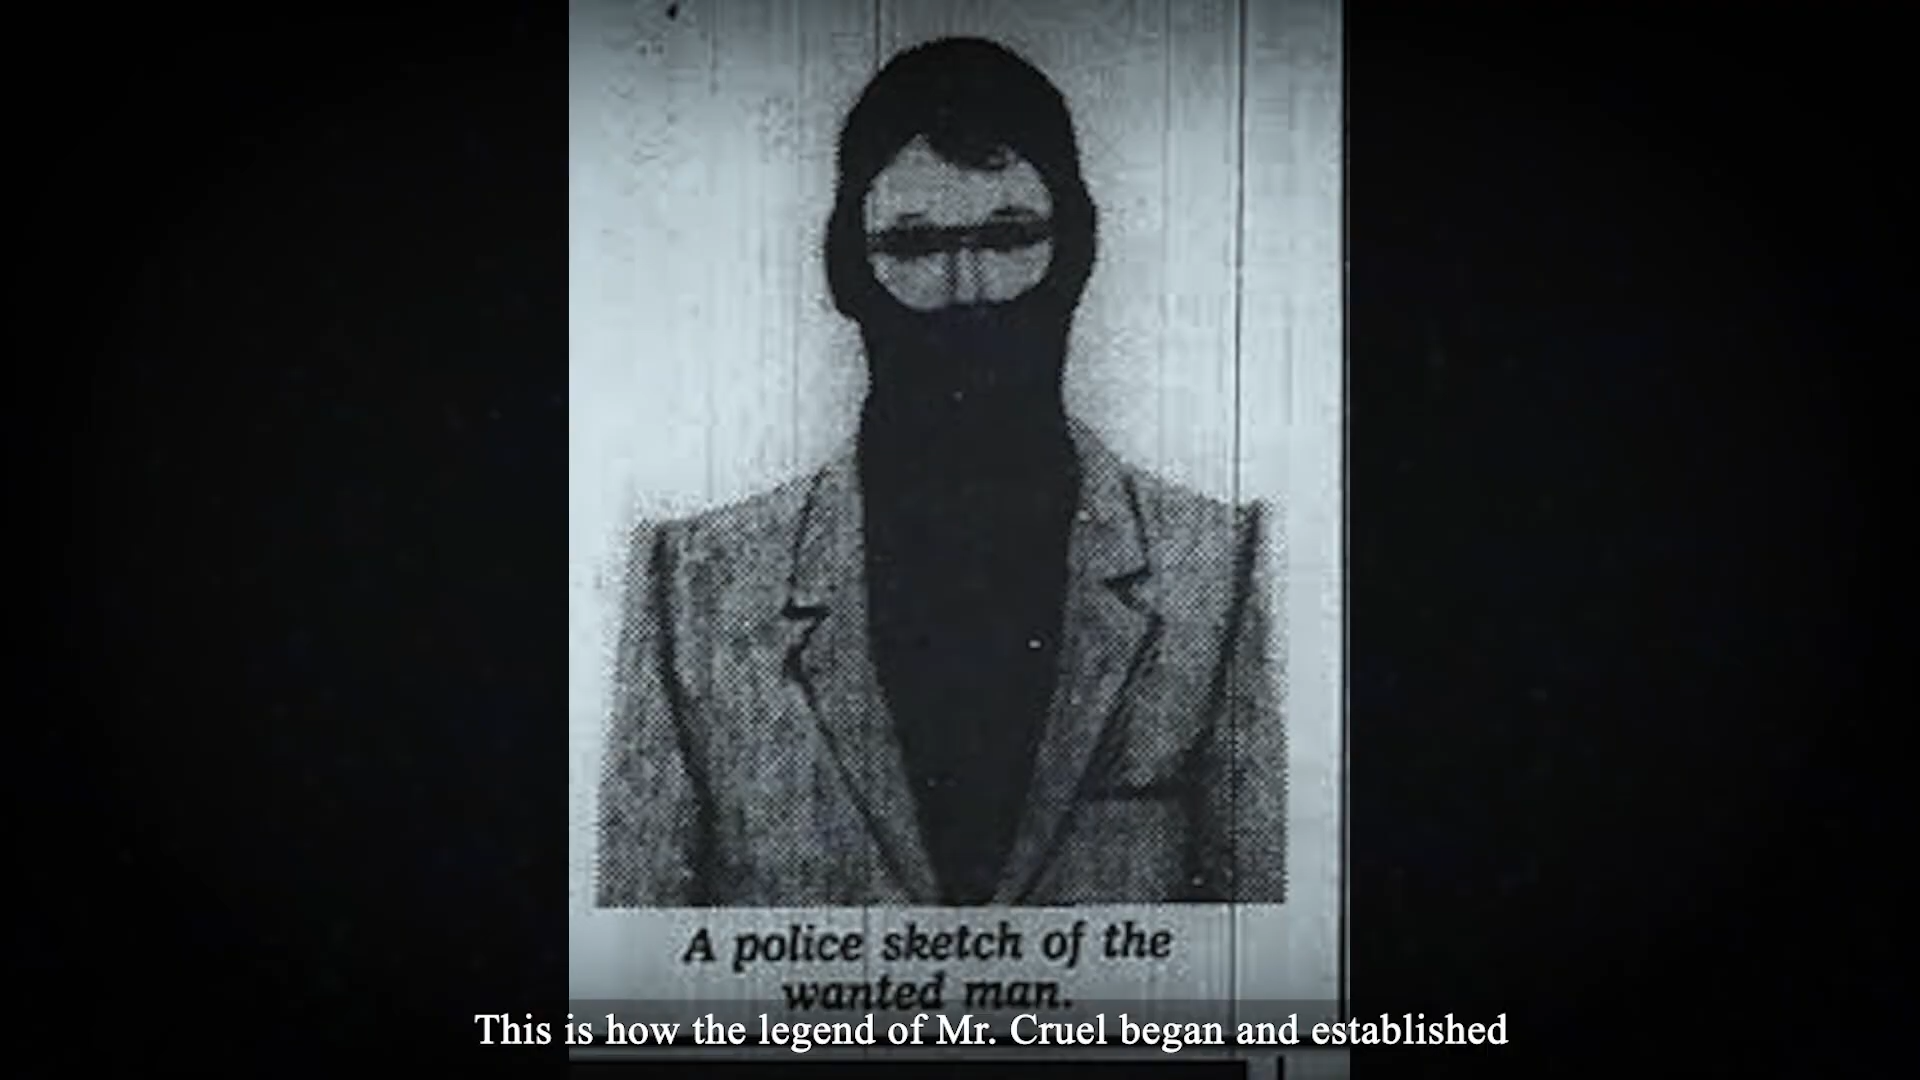 A police sketch of the
wanted man.
This is how the legend of Mr. Cruel began and established